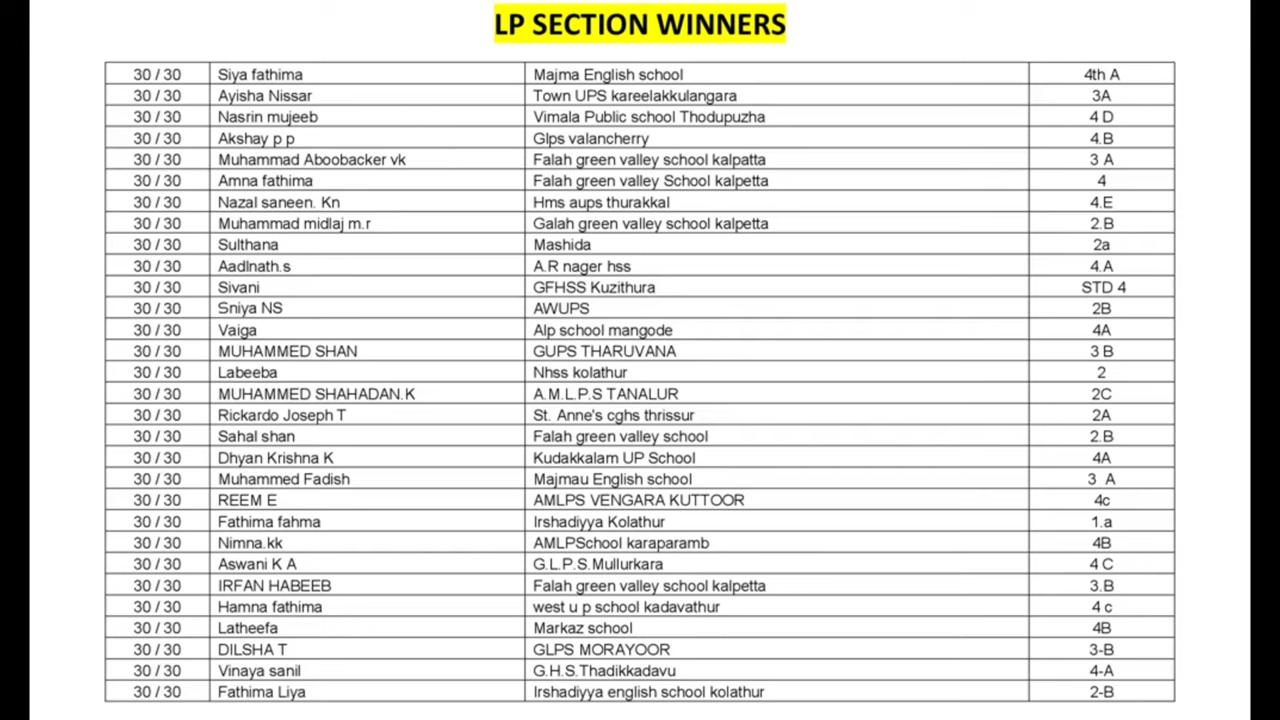 LP SECTION WINNERS
30 / 30 Siya fathima Majma English school 4th A
30 / 30 Ayisha Nissar Town UPS kareelakkulangara 3A
30 / 30 Nasrin mujeeb Vimala Public school Thodupuzha 4 D
30 / 30 Akshay p p Glps valancherry 4.B
30 / 30 Muhammad Aboobacker vk Falah green valley school kalpatta 3 A
30 / 30 Amna fathima Falah green valley School kalpetta 4
30 / 30 Nazal saneen. Kn Hms aups thurakkal 4.E
30 / 30 Muhammad midlaj m.r Galah green valley school kalpetta 2.B
30 / 30 Sulthana Mashida 2a
30 / 30 Aadlnath.s A.R nager hss 4.A
30 / 30 Sivani GFHSS Kuzithura STD 4
30 / 30 Sniya NS AWUPS 2B
30 / 30 Vaiga Alp school mangode 4A
30 / 30 MUHAMMED SHAN GUPS THARUVANA 3 B
30 / 30 Labeeba Nhss kolathur 2
30 / 30 MUHAMMED SHAHADAN.K A.M.L.P.S TANALUR 2C
30 / 30 Rickardo Joseph T St. Anne's cghs thrissur 2A
30 / 30 Sahal shan Falah green valley school 2.B
30 / 30 Dhyan Krishna K Kudakkalam UP School 4A
30 / 30 Muhammed Fadish Majmau English school 3 A
30 / 30 REEM E AMLPS VENGARA KUTTOOR 4c
30 / 30 Fathima fahma Irshadiyya Kolathur 1.a
30 / 30 Nimna.kk AMLPSchool karaparamb 4B
30 / 30 Aswani K A G.L.P.S.Mullurkara 4 C
30 / 30 IRFAN HABEEB Falah green valley school kalpetta 3.B
30 / 30 Hamna fathima west u p school kadavathur 4 c
30 / 30 Latheefa Markaz school 4B
30 / 30 DILSHA T GLPS MORAYOOR 3-B
30 / 30 Vinaya sanil G.H.S.Thadikkadavu 4-A
30 / 30 Fathima Liya Irshadiyya english school kolathur 2-B